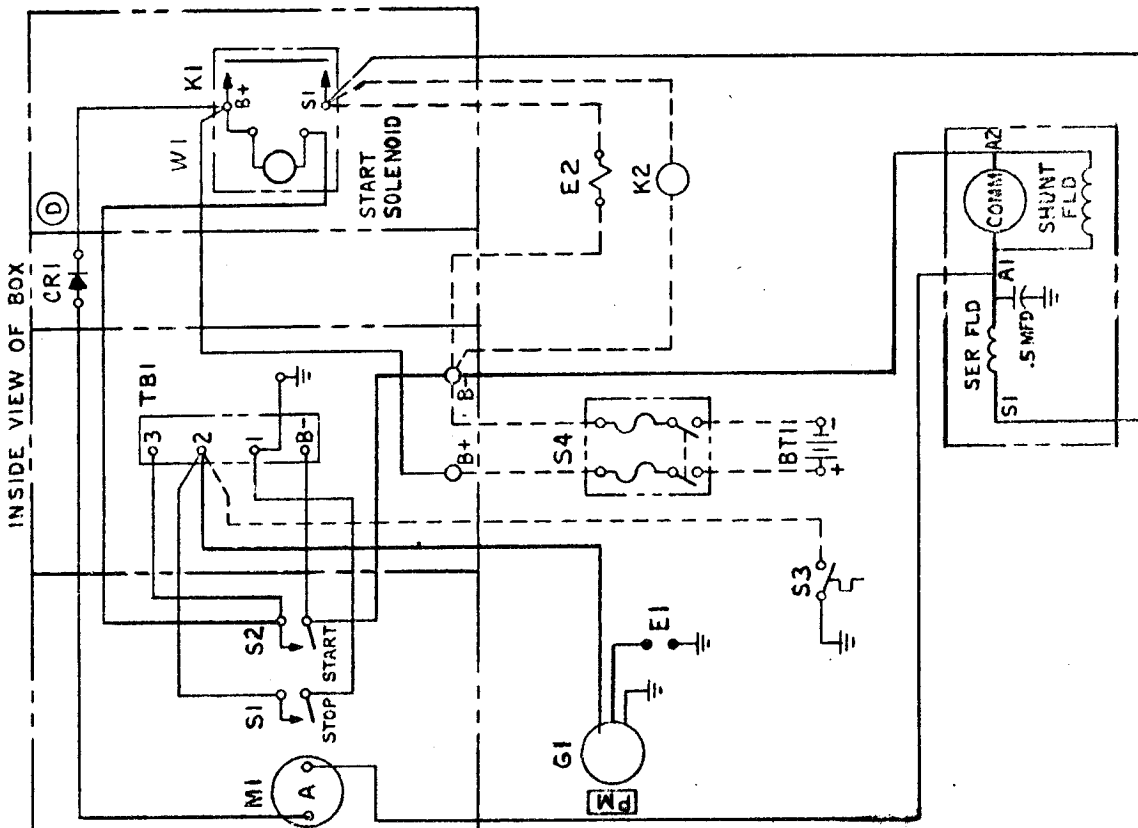 INSIDE VIEW OF BOX
D
CR1
W1
K1
B+
S1
START
SOLENOID
TB1
3
2
1
B-
E2
K2
B-
B+
S4
BT1
+
-
S2
START
S1
STOP
M1
A
G1
PM
E1
S3
SER FLD
S1
.5 MFD
A1
COMM
A2
SHUNT
FLD